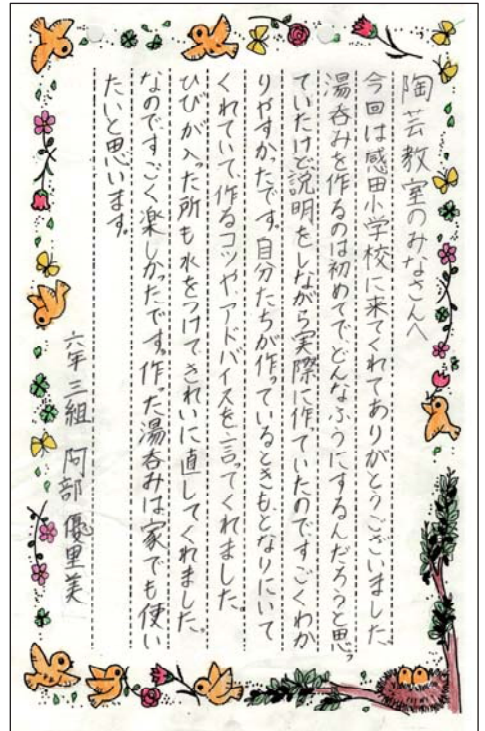 陶芸教室のみなさんへ
今回は感田小学校に来てくれてありがとうございました。
湯呑みを作るのは初めてで、どんなふうにするんだろうと思っ
ていたけど説明をしながら実際に作っていたのですごくわか
りやすかったです。自分たちが作っているときも、となりにいて
くれていて、作るコツや、アドバイスを言ってくれました。
ひびが入った所も水をつけてきれいに直してくれました。
なのですごく楽しかったです。作った湯呑みは家でも使い
たいと思います。
六年三組 阿部優里美